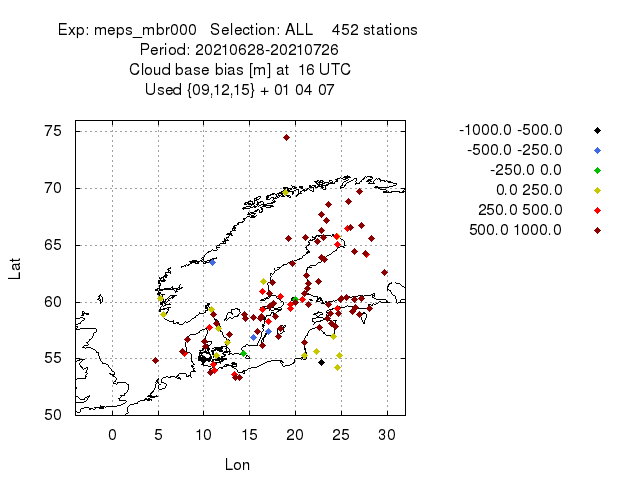 Exp: meps_mbr000   Selection: ALL    452 stations
Period: 20210628-20210726
Cloud base bias [m] at  16 UTC
Used {09,12,15} + 01 04 07
-1000.0 -500.0
-500.0 -250.0
-250.0 0.0
0.0 250.0
250.0 500.0
500.0 1000.0
Lat
75
70
65
60
55
50
0 5 10 15 20 25 30
Lon